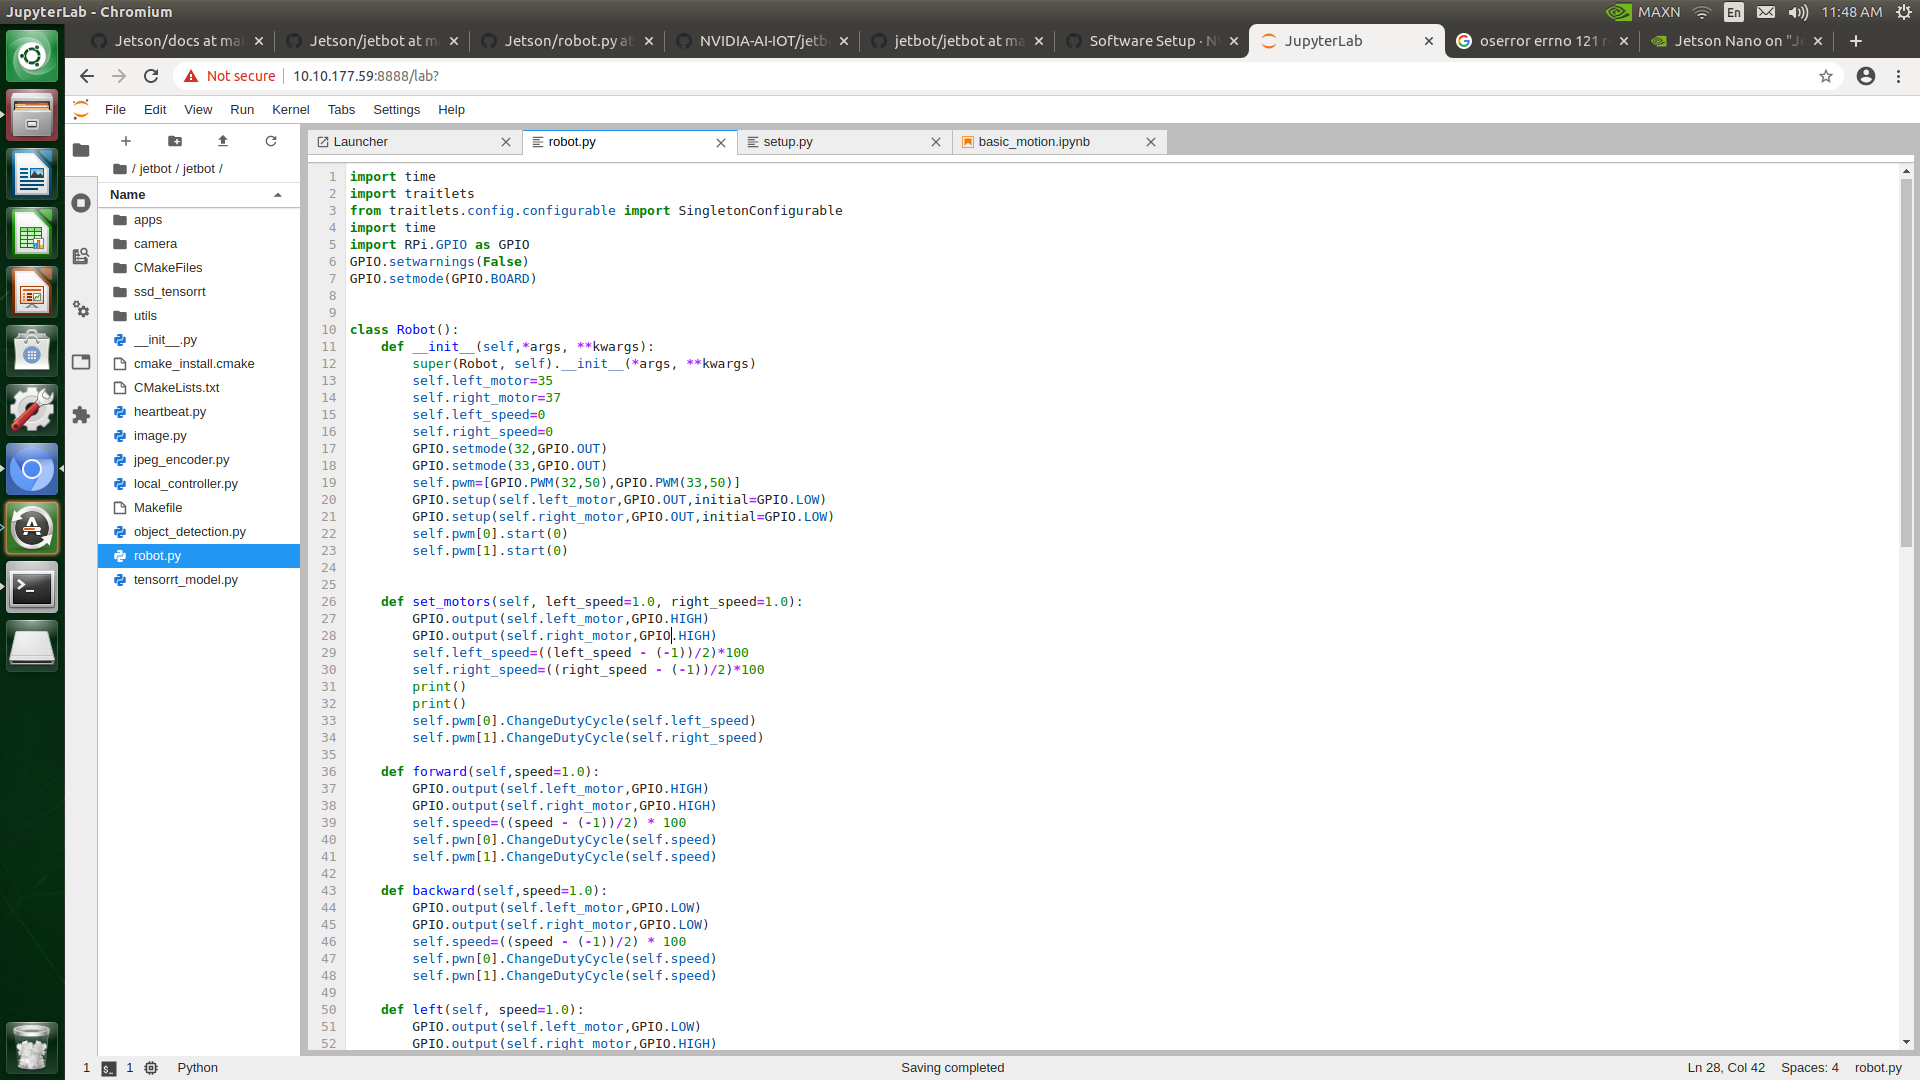 JupyterLab - Chromium
MAXN
En
11:48 AM
Jetson/docs at mai
Jetson/jetbot at m
Jetson/robot.py at
NVIDIA-AI-IOT/jetb
jetbot/jetbot at ma
Software Setup · N
JupyterLab
oserror errno 121 r
Jetson Nano on "J
Not secure
10.10.177.59:8888/lab?
File Edit View Run Kernel Tabs Settings Help
/ jetbot / jetbot /
Name
apps
camera
CMakeFiles
ssd_tensorrt
utils
__init__.py
cmake_install.cmake
CMakeLists.txt
heartbeat.py
image.py
jpeg_encoder.py
local_controller.py
Makefile
object_detection.py
robot.py
tensorrt_model.py
Launcher
robot.py
setup.py
basic_motion.ipynb
1 import time
2 import traitlets
3 from traitlets.config.configurable import SingletonConfigurable
4 import time
5 import RPi.GPIO as GPIO
6 GPIO.setwarnings(False)
7 GPIO.setmode(GPIO.BOARD)
8
9
10 class Robot():
11     def __init__(self,*args, **kwargs):
12         super(Robot, self).__init__(*args, **kwargs)
13         self.left_motor=35
14         self.right_motor=37
15         self.left_speed=0
16         self.right_speed=0
17         GPIO.setmode(32,GPIO.OUT)
18         GPIO.setmode(33,GPIO.OUT)
19         self.pwm=[GPIO.PWM(32,50),GPIO.PWM(33,50)]
20         GPIO.setup(self.left_motor,GPIO.OUT,initial=GPIO.LOW)
21         GPIO.setup(self.right_motor,GPIO.OUT,initial=GPIO.LOW)
22         self.pwm[0].start(0)
23         self.pwm[1].start(0)
24
25
26     def set_motors(self, left_speed=1.0, right_speed=1.0):
27         GPIO.output(self.left_motor,GPIO.HIGH)
28         GPIO.output(self.right_motor,GPIO.HIGH)
29         self.left_speed=((left_speed - (-1))/2)*100
30         self.right_speed=((right_speed - (-1))/2)*100
31         print()
32         print()
33         self.pwm[0].ChangeDutyCycle(self.left_speed)
34         self.pwm[1].ChangeDutyCycle(self.right_speed)
35
36     def forward(self,speed=1.0):
37         GPIO.output(self.left_motor,GPIO.HIGH)
38         GPIO.output(self.right_motor,GPIO.HIGH)
39         self.speed=((speed - (-1))/2) * 100
40         self.pwn[0].ChangeDutyCycle(self.speed)
41         self.pwm[1].ChangeDutyCycle(self.speed)
42
43     def backward(self,speed=1.0):
44         GPIO.output(self.left_motor,GPIO.LOW)
45         GPIO.output(self.right_motor,GPIO.LOW)
46         self.speed=((speed - (-1))/2) * 100
47         self.pwn[0].ChangeDutyCycle(self.speed)
48         self.pwn[1].ChangeDutyCycle(self.speed)
49
50     def left(self, speed=1.0):
51         GPIO.output(self.left_motor,GPIO.LOW)
52         GPIO.output(self.right_motor,GPIO.HIGH)
1 1 Python
Saving completed
Ln 28, Col 42
Spaces: 4
robot.py